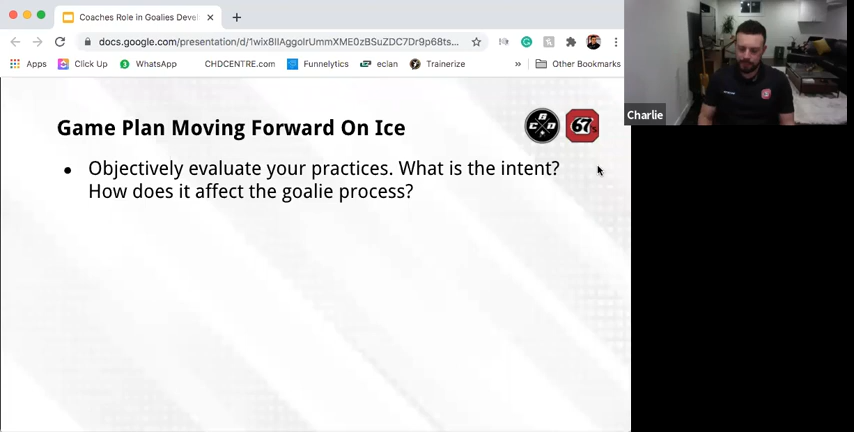 Coaches Role in Goalies Devel
docs.google.com/presentation/d/1wix8IIAggolrUmmXME0zBSuZDC7Dr9p68ts...
Apps Click Up WhatsApp CHDCENTRE.com Funnelytics eclan Trainerize » Other Bookmarks
Charlie
Game Plan Moving Forward On Ice
67's
• Objectively evaluate your practices. What is the intent?
How does it affect the goalie process?